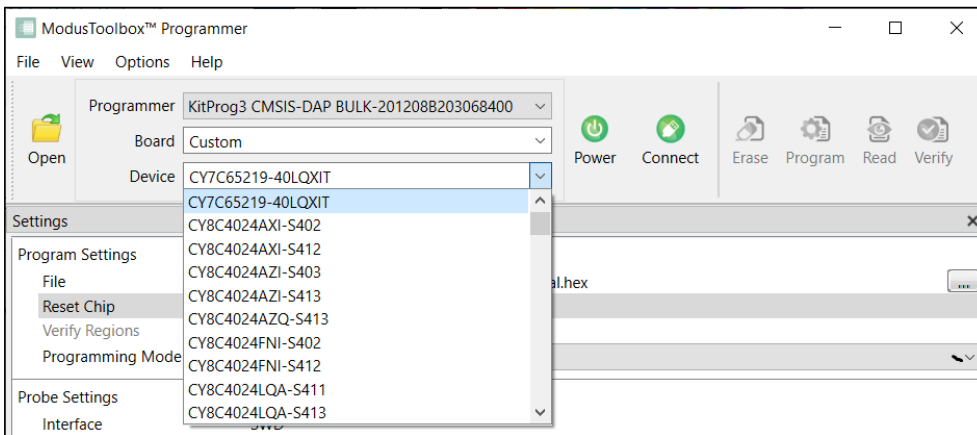 ModusToolbox™ Programmer
File View Options Help
Programmer KitProg3 CMSIS-DAP BULK-201208B203068400
Board Custom
Device CY7C65219-40LQXIT
Open
Power Connect Erase Program Read Verify
CY7C65219-40LQXIT
CY8C4024AXI-S402
CY8C4024AXI-S412
CY8C4024AZI-S403
CY8C4024AZI-S413
CY8C4024AZQ-S413
CY8C4024FNI-S402
CY8C4024FNI-S412
CY8C4024LQA-S411
CY8C4024LQA-S413
Settings
Program Settings
File al.hex ...
Reset Chip
Verify Regions
Programming Mode
Probe Settings
Interface SWD